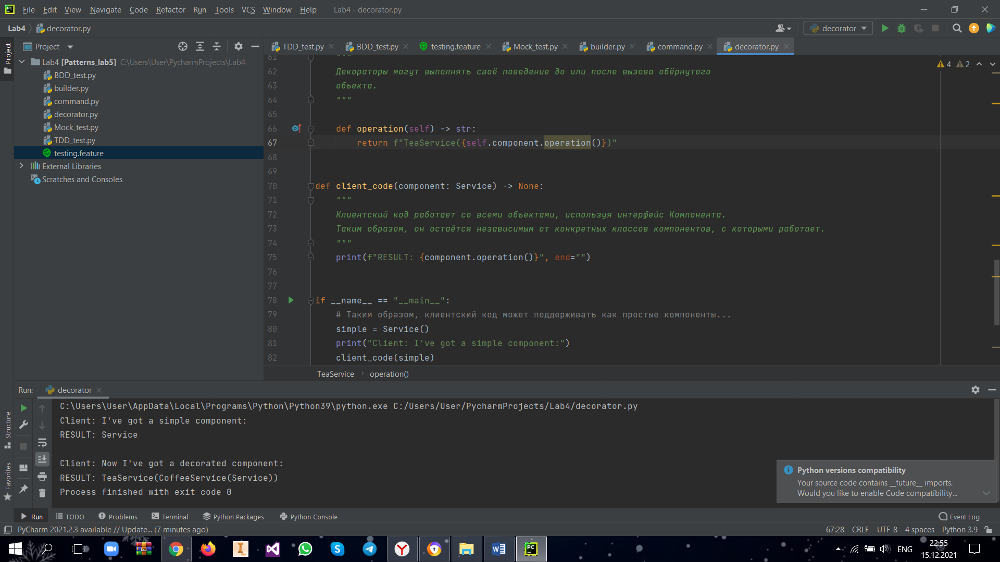 File Edit View Navigate Code Refactor Run Tools VCS Window Help Lab4 - decorator.py
Lab4 decorator.py
decorator
Project
TDD_test.py BDD_test.py testing.feature Mock_test.py builder.py command.py decorator.py
Project
Lab4 [Patterns_lab5] C:\Users\User\PycharmProjects\Lab4
BDD_test.py
builder.py
command.py
decorator.py
Mock_test.py
TDD_test.py
testing.feature
External Libraries
Scratches and Consoles
4 2
61 """
62 Декораторы могут выполнять своё поведение до или после вызова обёрнутого
63 объекта.
64 """
65
66 def operation(self) -> str:
67 return f"TeaService({self.component.operation()})"
68
69
70 def client_code(component: Service) -> None:
71 """
72 Клиентский код работает со всеми объектами, используя интерфейс Компонента.
73 Таким образом, он остаётся независимым от конкретных классов компонентов, с которыми работает.
74 """
75 print(f"RESULT: {component.operation()}", end="")
76
77
78 if __name__ == "__main__":
79 # Таким образом, клиентский код может поддерживать как простые компоненты...
80 simple = Service()
81 print("Client: I've got a simple component:")
82 client_code(simple)
TeaService operation()
Run: decorator
C:\Users\User\AppData\Local\Programs\Python\Python39\python.exe C:/Users/User/PycharmProjects/Lab4/decorator.py
Client: I've got a simple component:
RESULT: Service
Client: Now I've got a decorated component:
RESULT: TeaService(CoffeeService(Service))
Process finished with exit code 0
Structure
Favorites
Python versions compatibility
Your source code contains __future__ imports.
Would you like to enable Code compatibility...
Run TODO Problems Terminal Python Packages Python Console Event Log
PyCharm 2021.2.3 available // Update... (7 minutes ago) 67:28 CRLF UTF-8 4 spaces Python 3.9
ENG
22:55
15.12.2021